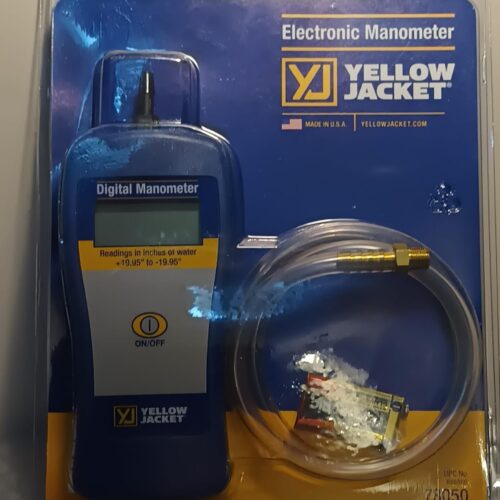 Electronic Manometer
YJ YELLOW
JACKET®
MADE IN U.S.A. | YELLOWJACKET.COM
Digital Manometer
Readings in inches of water
+19.95" to -19.95"
ON/OFF
YJ YELLOW
JACKET
UPC No
78050